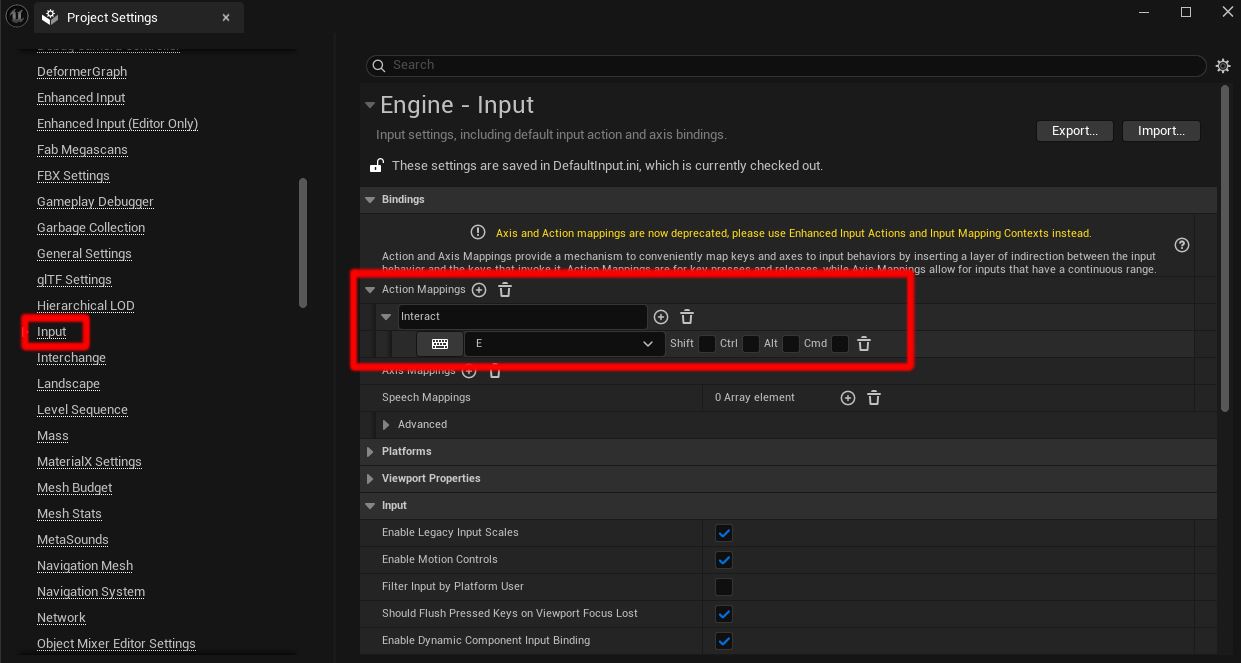 Project Settings
Debug Camera Controller
DeformerGraph
Enhanced Input
Enhanced Input (Editor Only)
Fab Megascans
FBX Settings
Gameplay Debugger
Garbage Collection
General Settings
glTF Settings
Hierarchical LOD
Input
Interchange
Landscape
Level Sequence
Mass
MaterialX Settings
Mesh Budget
Mesh Stats
MetaSounds
Navigation Mesh
Navigation System
Network
Object Mixer Editor Settings
Search
Engine - Input
Input settings, including default input action and axis bindings.
Export...
Import...
These settings are saved in DefaultInput.ini, which is currently checked out.
Bindings
Axis and Action mappings are now deprecated, please use Enhanced Input Actions and Input Mapping Contexts instead.
Action and Axis Mappings provide a mechanism to conveniently map keys and axes to input behaviors by inserting a layer of indirection between the input
behavior and the keys that invoke it. Action Mappings are for key presses and releases, while Axis Mappings allow for inputs that have a continuous range.
Action Mappings
Interact
E Shift Ctrl Alt Cmd
Axis Mappings
Speech Mappings 0 Array element
Advanced
Platforms
Viewport Properties
Input
Enable Legacy Input Scales
Enable Motion Controls
Filter Input by Platform User
Should Flush Pressed Keys on Viewport Focus Lost
Enable Dynamic Component Input Binding